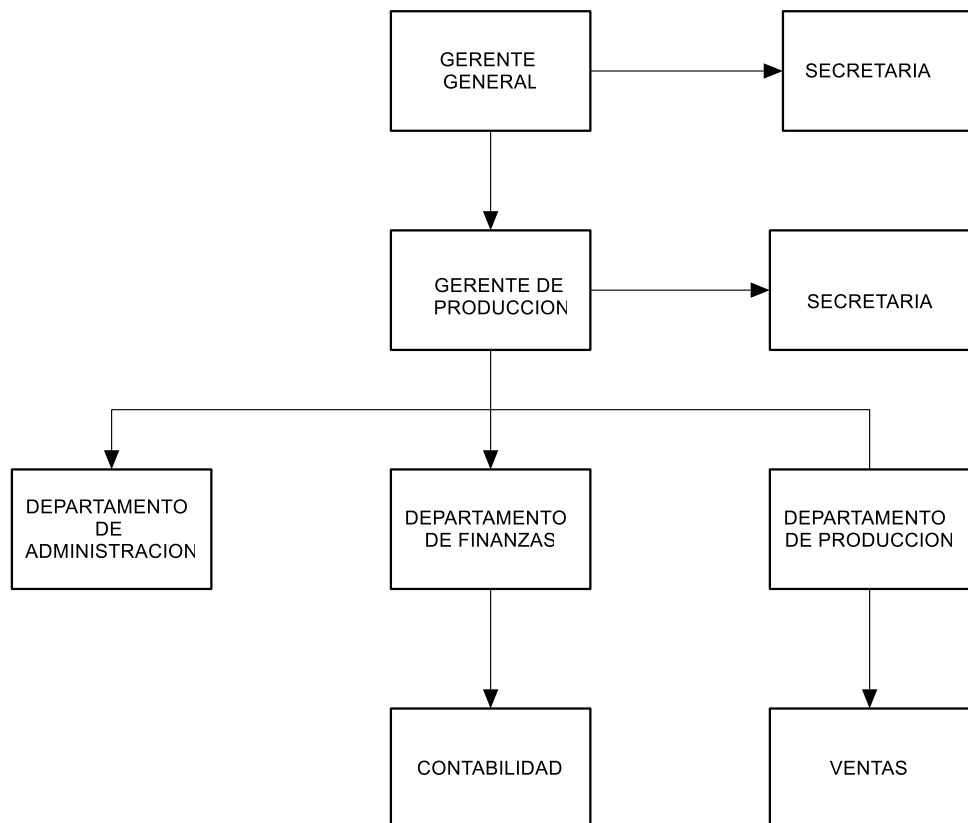 GERENTE
GENERAL
SECRETARIA
GERENTE DE
PRODUCCION
SECRETARIA
DEPARTAMENTO
DE
ADMINISTRACION
DEPARTAMENTO
DE FINANZAS
DEPARTAMENTO
DE PRODUCCION
CONTABILIDAD
VENTAS